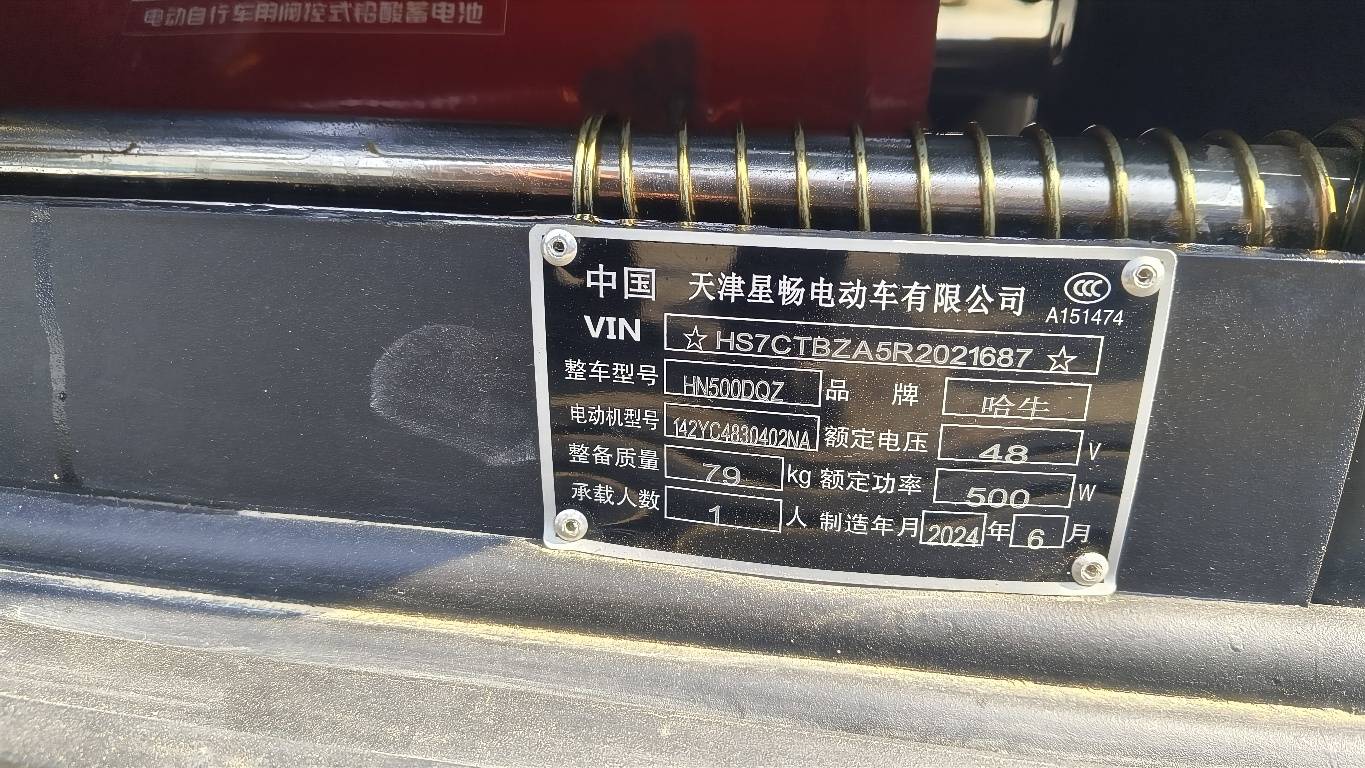 电动自行车用阀控式铅酸蓄电池
中国 天津星畅电动车有限公司 CCC
A151474
VIN ☆HS7CTBZA5R2021687☆
整车型号 HN500DQZ 品牌 哈牛
电动机型号 142YC4830402NA 额定电压 48 V
整备质量 79 kg 额定功率 500 W
承载人数 1 人 制造年月 2024 年 6 月